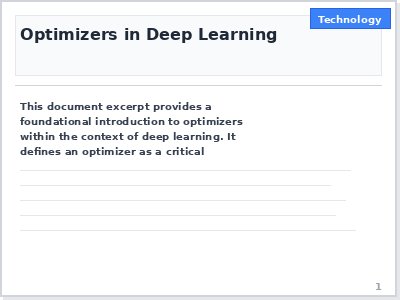 Technology
Optimizers in Deep Learning
This document excerpt provides a
foundational introduction to optimizers
within the context of deep learning. It
defines an optimizer as a critical
1